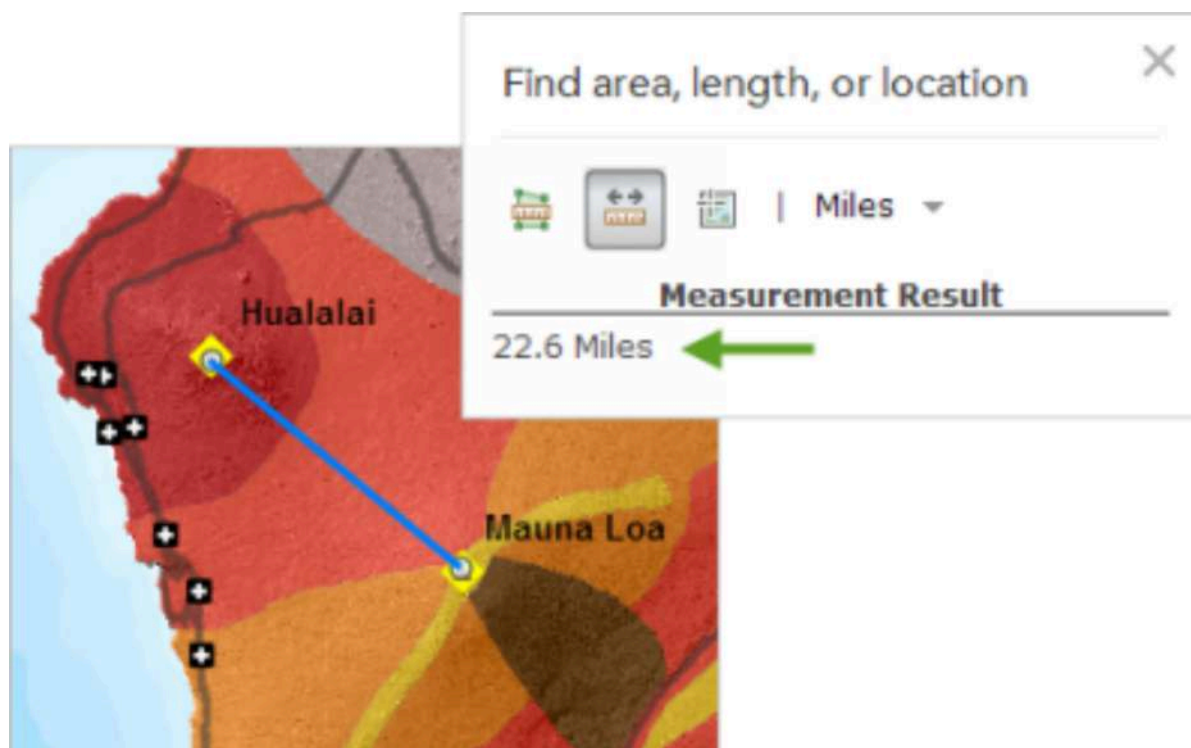 Find area, length, or location
Miles
Measurement Result
22.6 Miles
Hualalai
Mauna Loa